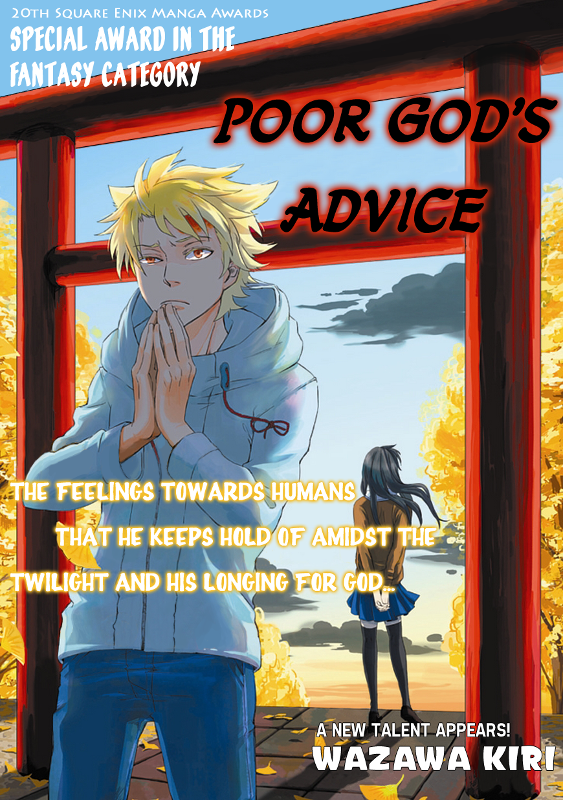 20th Square Enix Manga Awards
SPECIAL AWARD IN THE
FANTASY CATEGORY
POOR GOD'S
ADVICE
THE FEELINGS TOWARDS HUMANS
THAT HE KEEPS HOLD OF AMIDST THE
TWILIGHT AND HIS LONGING FOR GOD...
A NEW TALENT APPEARS!
WAZAWA KIRI